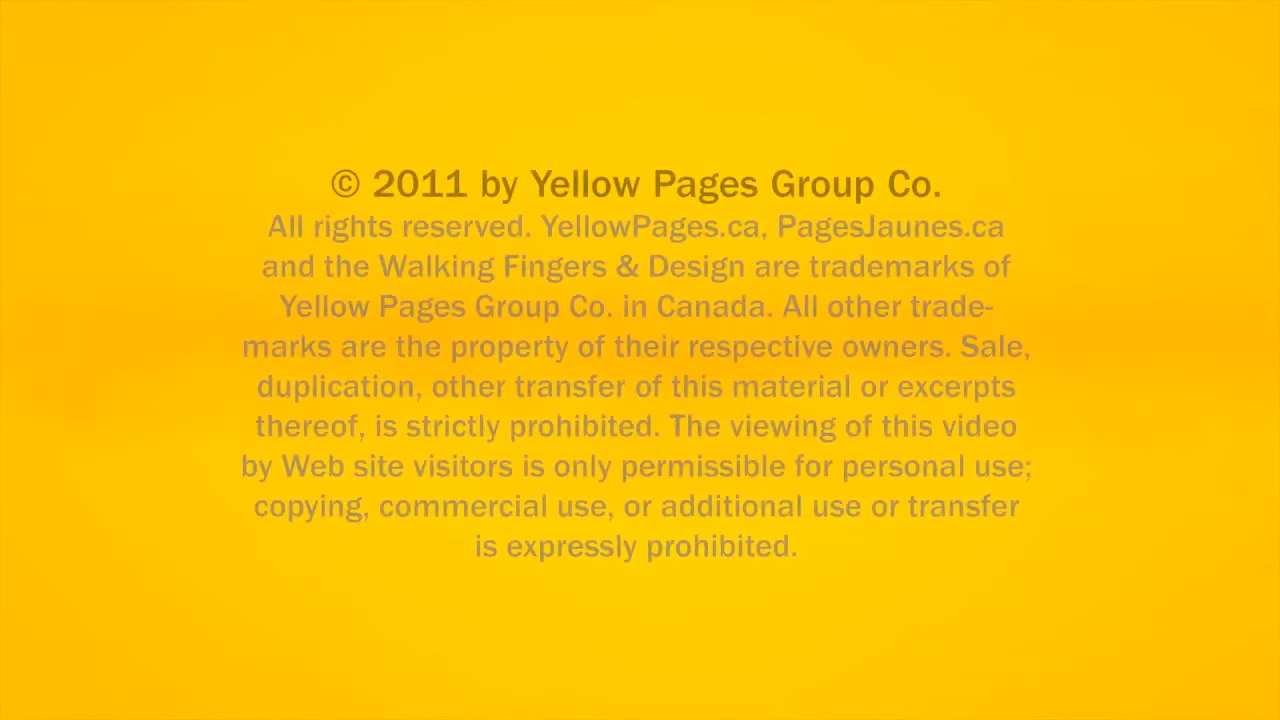 © 2011 by Yellow Pages Group Co.
All rights reserved. YellowPages.ca, PagesJaunes.ca
and the Walking Fingers & Design are trademarks of
Yellow Pages Group Co. in Canada. All other trade-
marks are the property of their respective owners. Sale,
duplication, other transfer of this material or excerpts
thereof, is strictly prohibited. The viewing of this video
by Web site visitors is only permissible for personal use;
copying, commercial use, or additional use or transfer
is expressly prohibited.